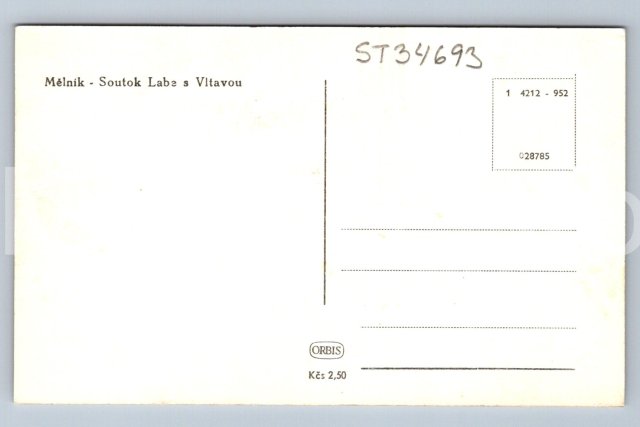 ST34693
Mělník - Soutok Labe s Vltavou
1 4212 - 952
028785
ORBIS
Kčs 2,50